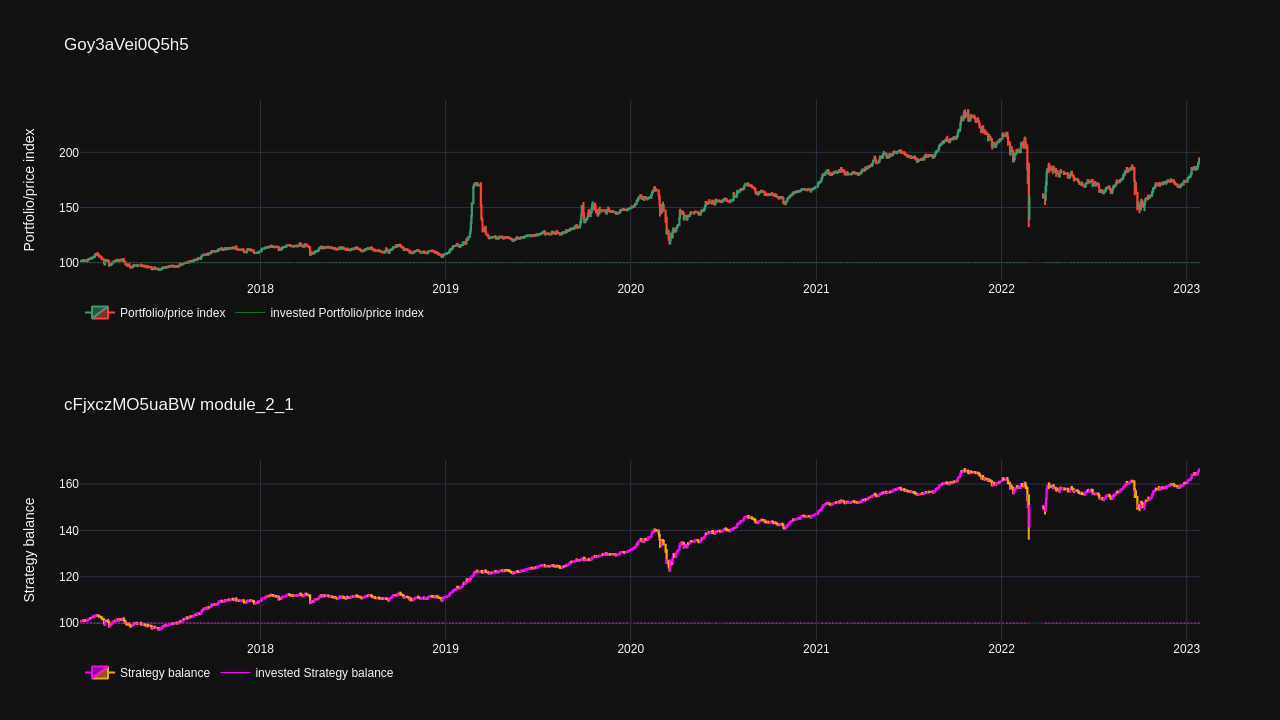 Goy3aVei0Q5h5
Portfolio/price index
200
150
100
2018 2019 2020 2021 2022 2023
Portfolio/price index invested Portfolio/price index
cFjxczMO5uaBW module_2_1
Strategy balance
160
140
120
100
2018 2019 2020 2021 2022 2023
Strategy balance invested Strategy balance